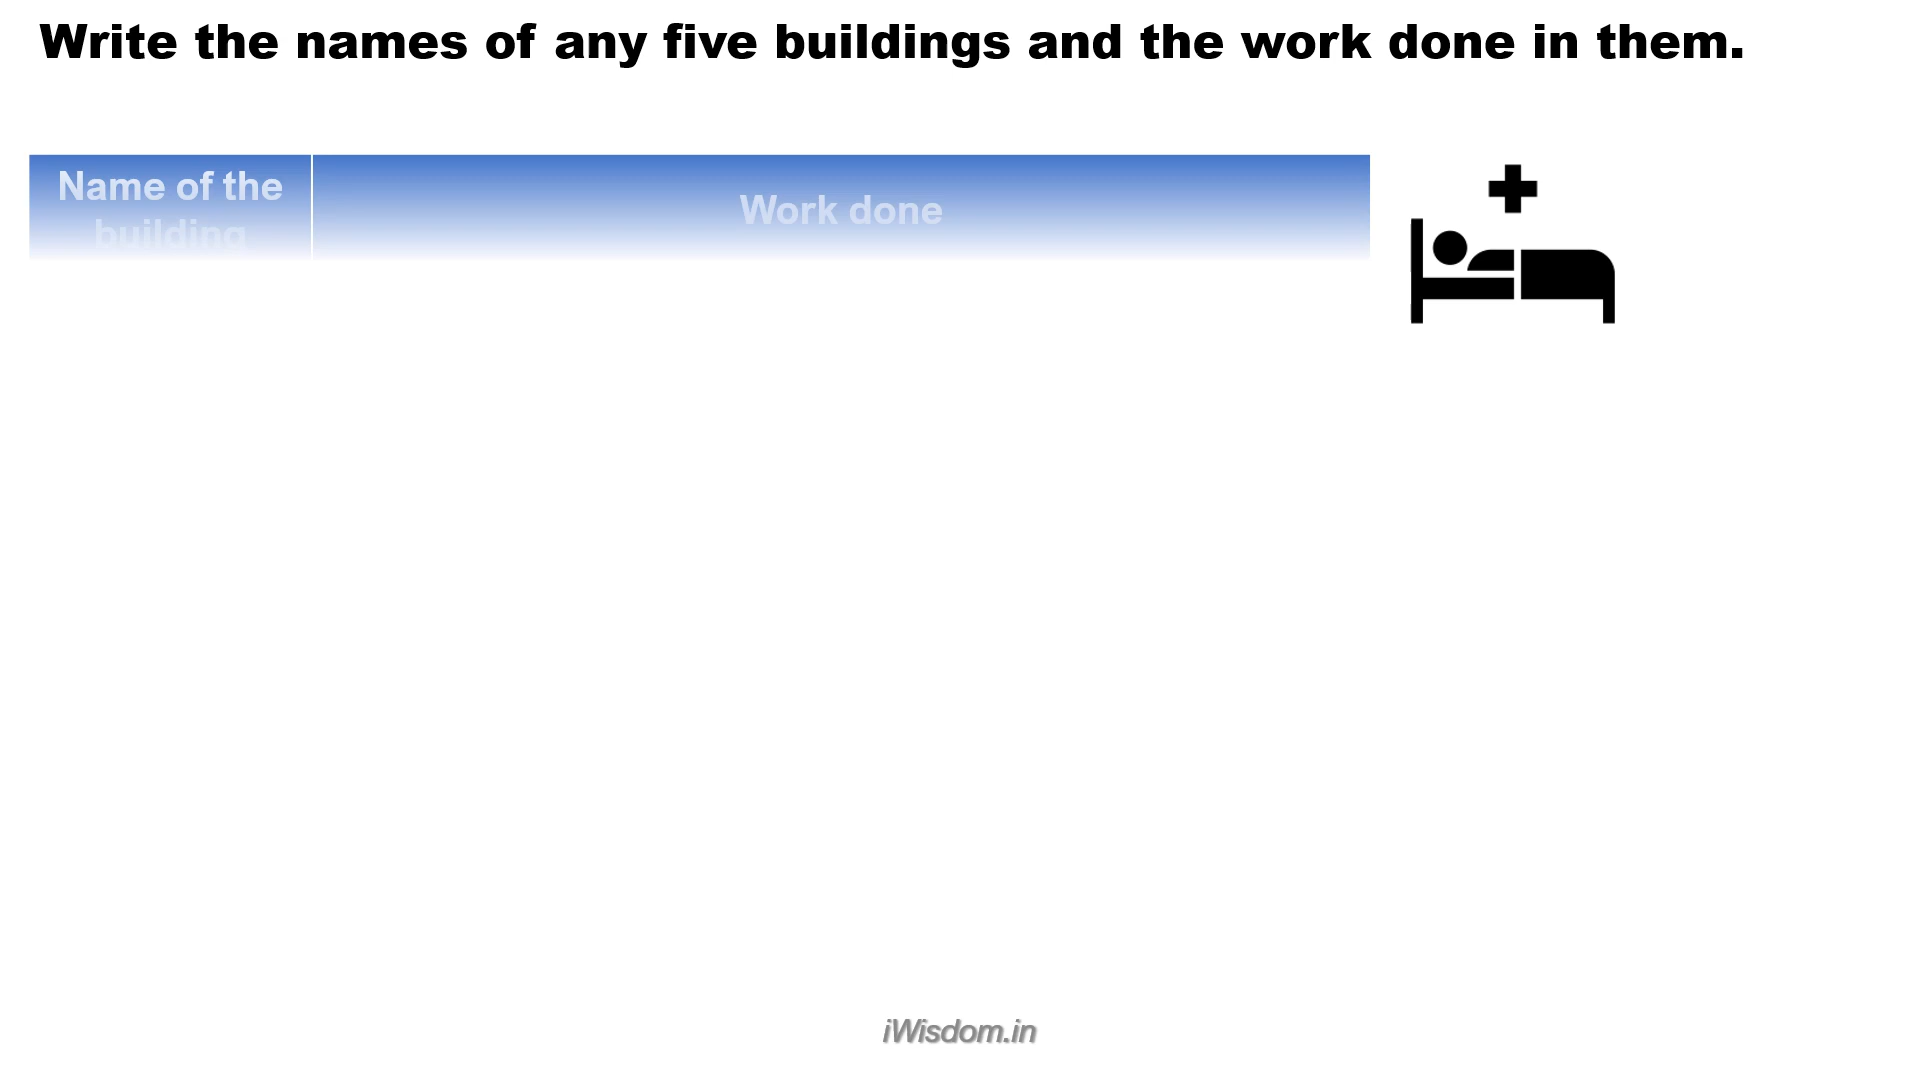 Write the names of any five buildings and the work done in them.
Name of the
building
Work done
iWisdom.in